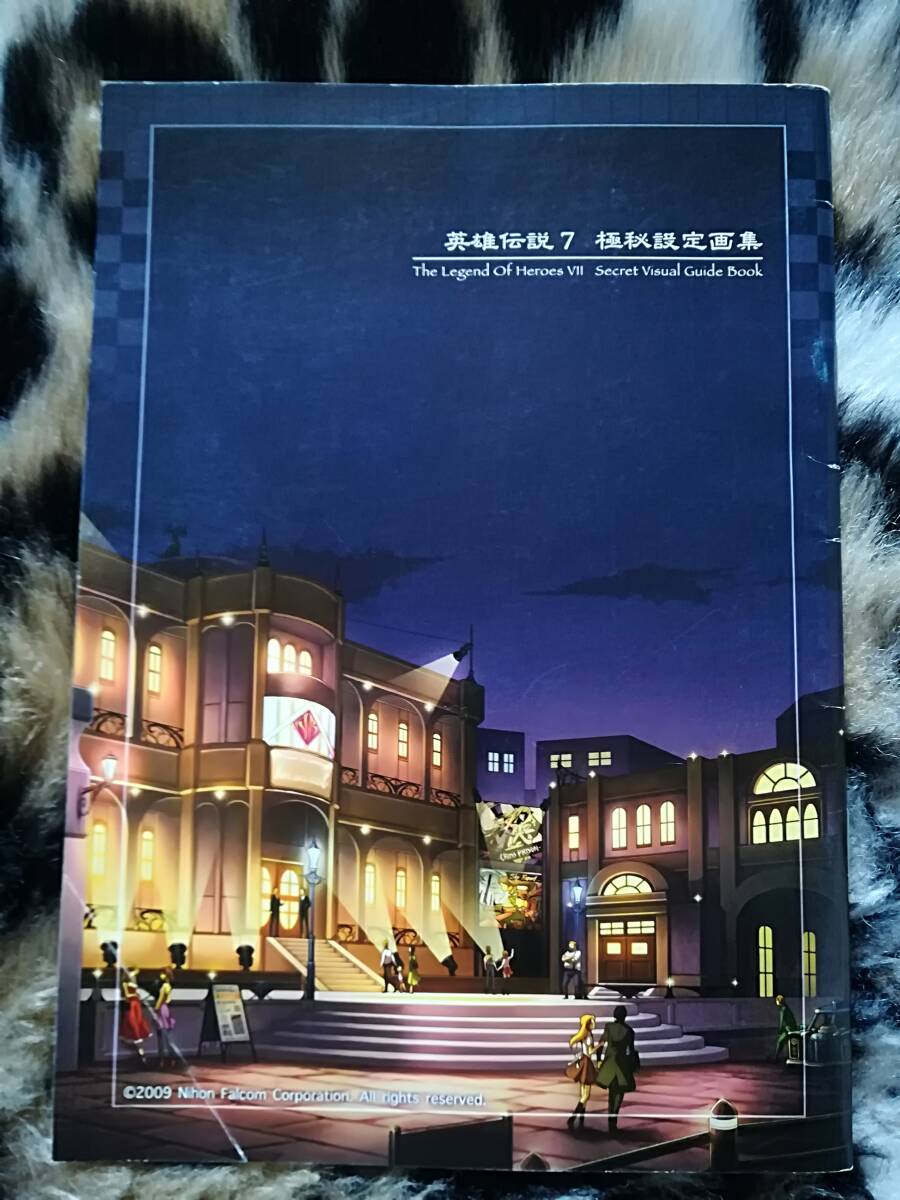 英雄伝説7 極秘設定画集
The Legend Of Heroes VII Secret Visual Guide Book
©2009 Nihon Falcom Corporation. All rights reserved.